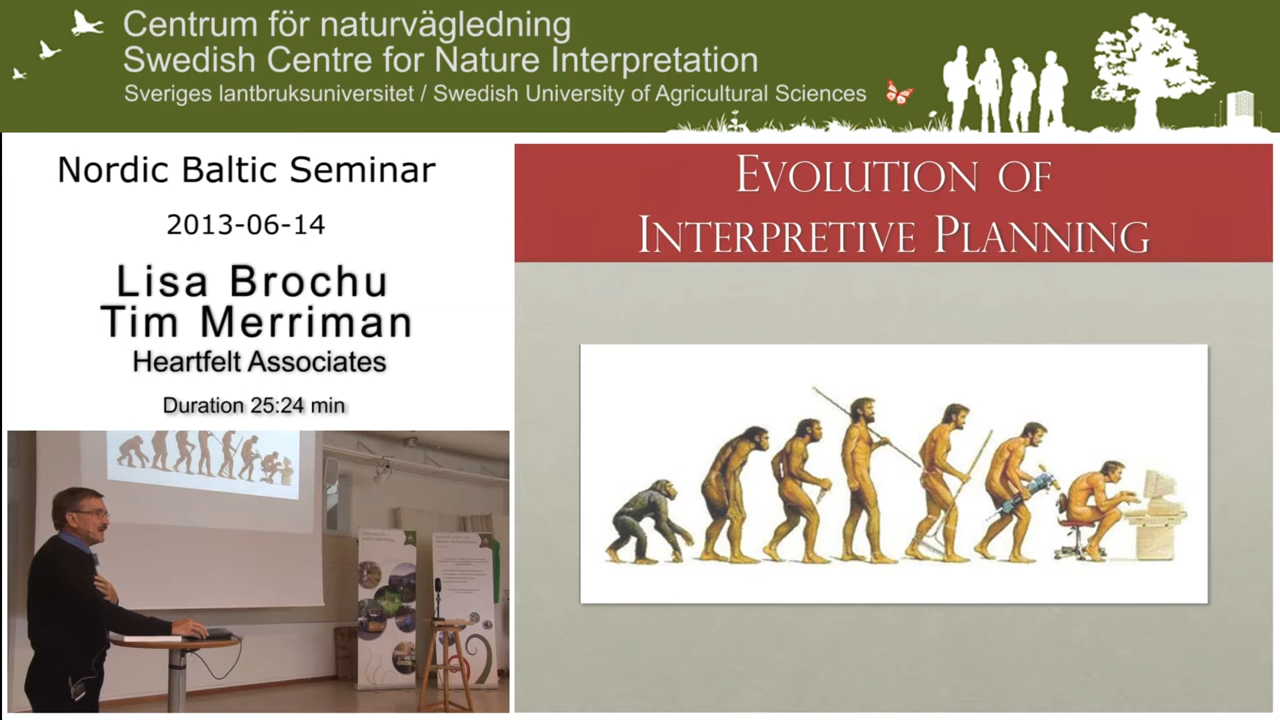 Centrum för naturvägledning
Swedish Centre for Nature Interpretation
Sveriges lantbruksuniversitet / Swedish University of Agricultural Sciences
Nordic Baltic Seminar
2013-06-14
Lisa Brochu
Tim Merriman
Heartfelt Associates
Duration 25:24 min
EVOLUTION OF
INTERPRETIVE PLANNING